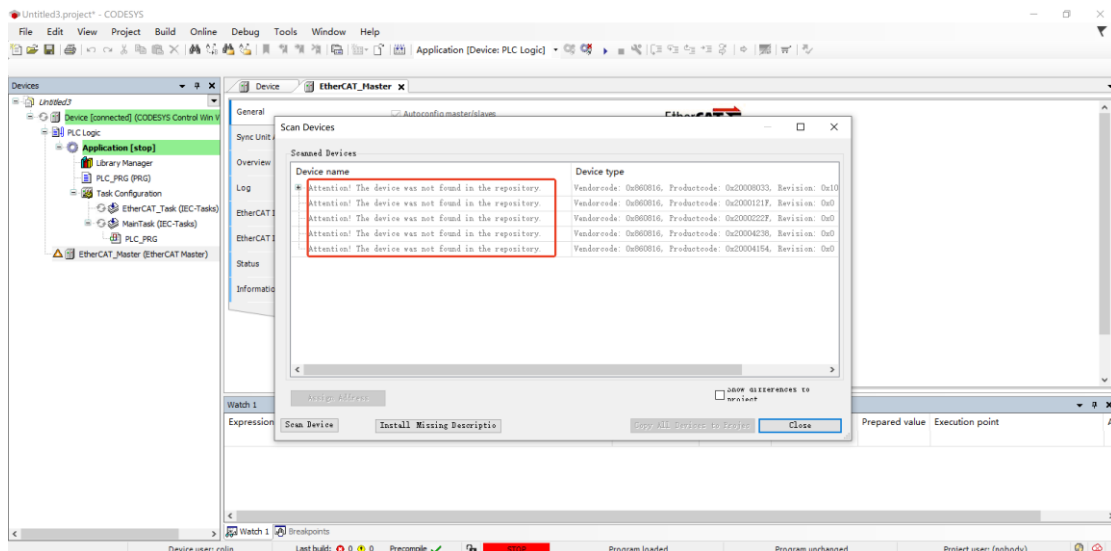 Untitled3.project* - CODESYS
File Edit View Project Build Online Debug Tools Window Help
Application [Device: PLC Logic]
Devices
Untitled3
Device [connected] (CODESYS Control Win V
PLC Logic
Application [stop]
Library Manager
PLC_PRG (PRG)
Task Configuration
EtherCAT_Task (IEC-Tasks)
MainTask (IEC-Tasks)
PLC_PRG
EtherCAT_Master (EtherCAT Master)
Device EtherCAT_Master
General
Sync Unit A
Overview
Log
EtherCAT I
EtherCAT I
Status
Informatio
Autoconfig master/slaves
EtherCAT
Scan Devices
Scanned Devices
Device name Device type
Attention! The device was not found in the repository. Vendorcode: 0x860816, Productcode: 0x20008033, Revision: 0x10
Attention! The device was not found in the repository. Vendorcode: 0x860816, Productcode: 0x2000121F, Revision: 0x0
Attention! The device was not found in the repository. Vendorcode: 0x860816, Productcode: 0x2000222F, Revision: 0x0
Attention! The device was not found in the repository. Vendorcode: 0x860816, Productcode: 0x20004238, Revision: 0x0
Attention! The device was not found in the repository. Vendorcode: 0x860816, Productcode: 0x20004154, Revision: 0x0
Assign Address
Show differences to project
Scan Device Install Missing Descriptio Copy All Devices to Projec Close
Watch 1
Expression Prepared value Execution point
Watch 1 Breakpoints
Device user: colin Last build: 0 0 Precompile STOP Program loaded Program unchanged Project user: (nobody)